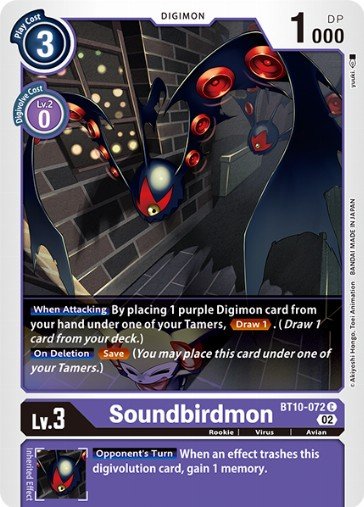 DIGIMON
Play Cost
3
DP
1000
Digivolve Cost
Lv.2
0
yuuki
© Akiyoshi Hongo, Toei Animation BANDAI MADE IN JAPAN
When Attacking By placing 1 purple Digimon card from
your hand under one of your Tamers, Draw 1. (Draw 1
card from your deck.)
On Deletion Save (You may place this card under one of
your Tamers.)
Lv.3
Soundbirdmon
BT10-072 C
02
Rookie | Virus | Avian
Inherited Effect
Opponent's Turn When an effect trashes this
digivolution card, gain 1 memory.